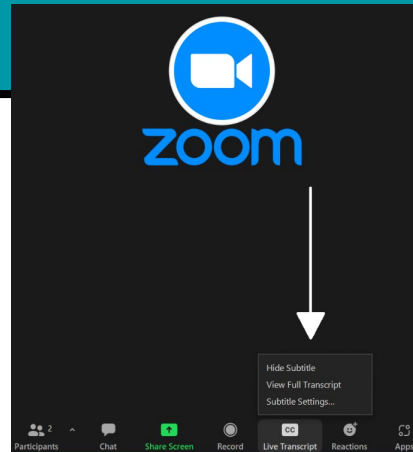 zoom
Hide Subtitle
View Full Transcript
Subtitle Settings...
2
CC
Participants
Chat
Share Screen
Record
Live Transcript
Reactions
Apps